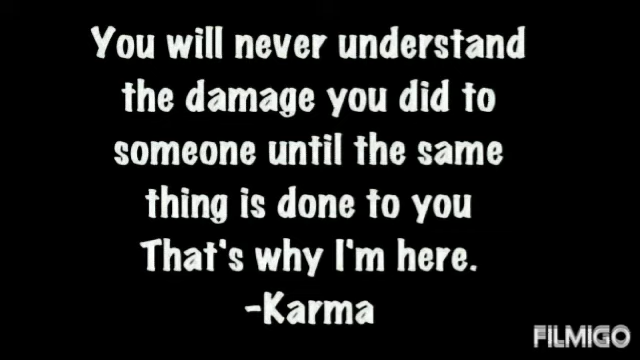 You will never understand
the damage you did to
someone until the same
thing is done to you
That's why I'm here.
-Karma
FILMIGO